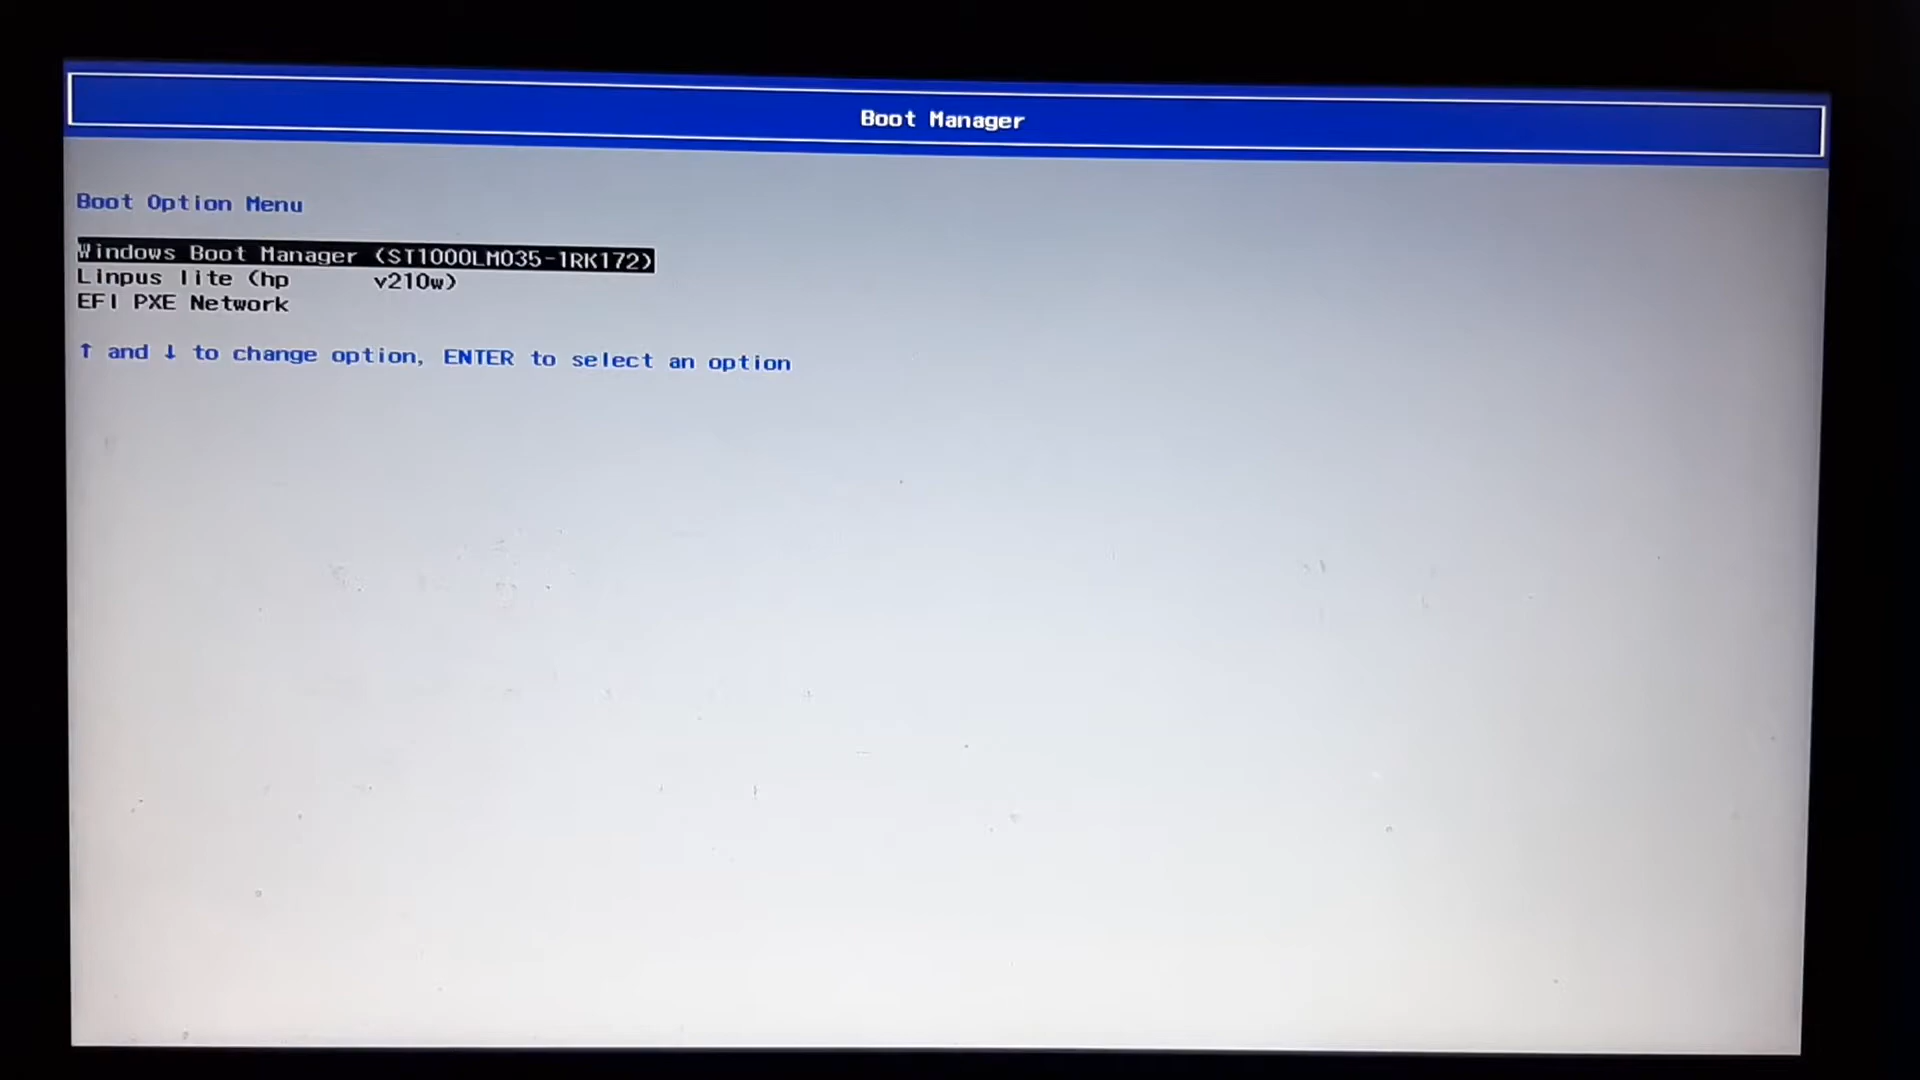 Boot Manager
Boot Option Menu
Windows Boot Manager (ST1000LM035-1RK172)
Linpus lite (hp v210w)
EFI PXE Network
↑ and ↓ to change option, ENTER to select an option